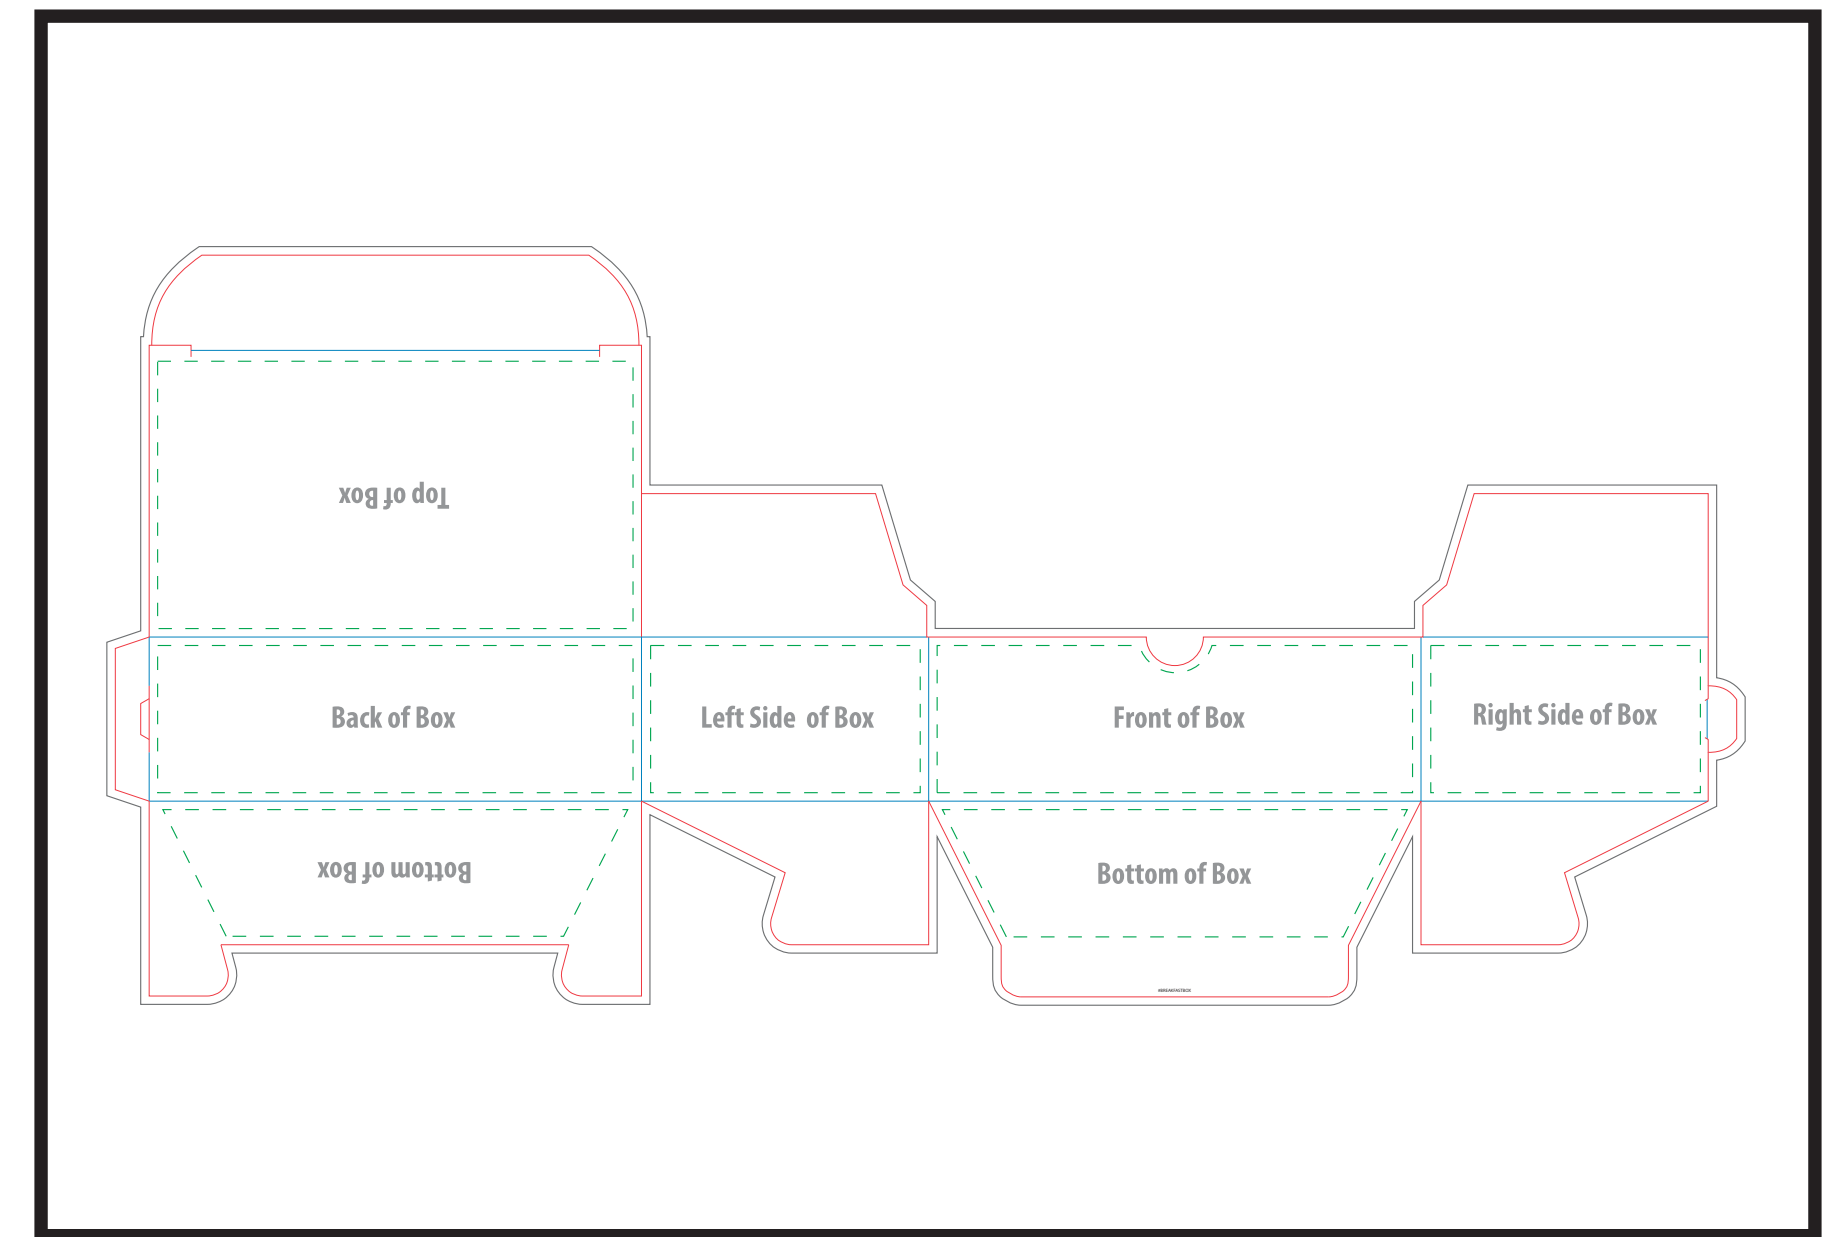 Top of Box
Back of Box
Left Side of Box
Front of Box
Right Side of Box
Bottom of Box
Bottom of Box
#BREAKFASTBOX